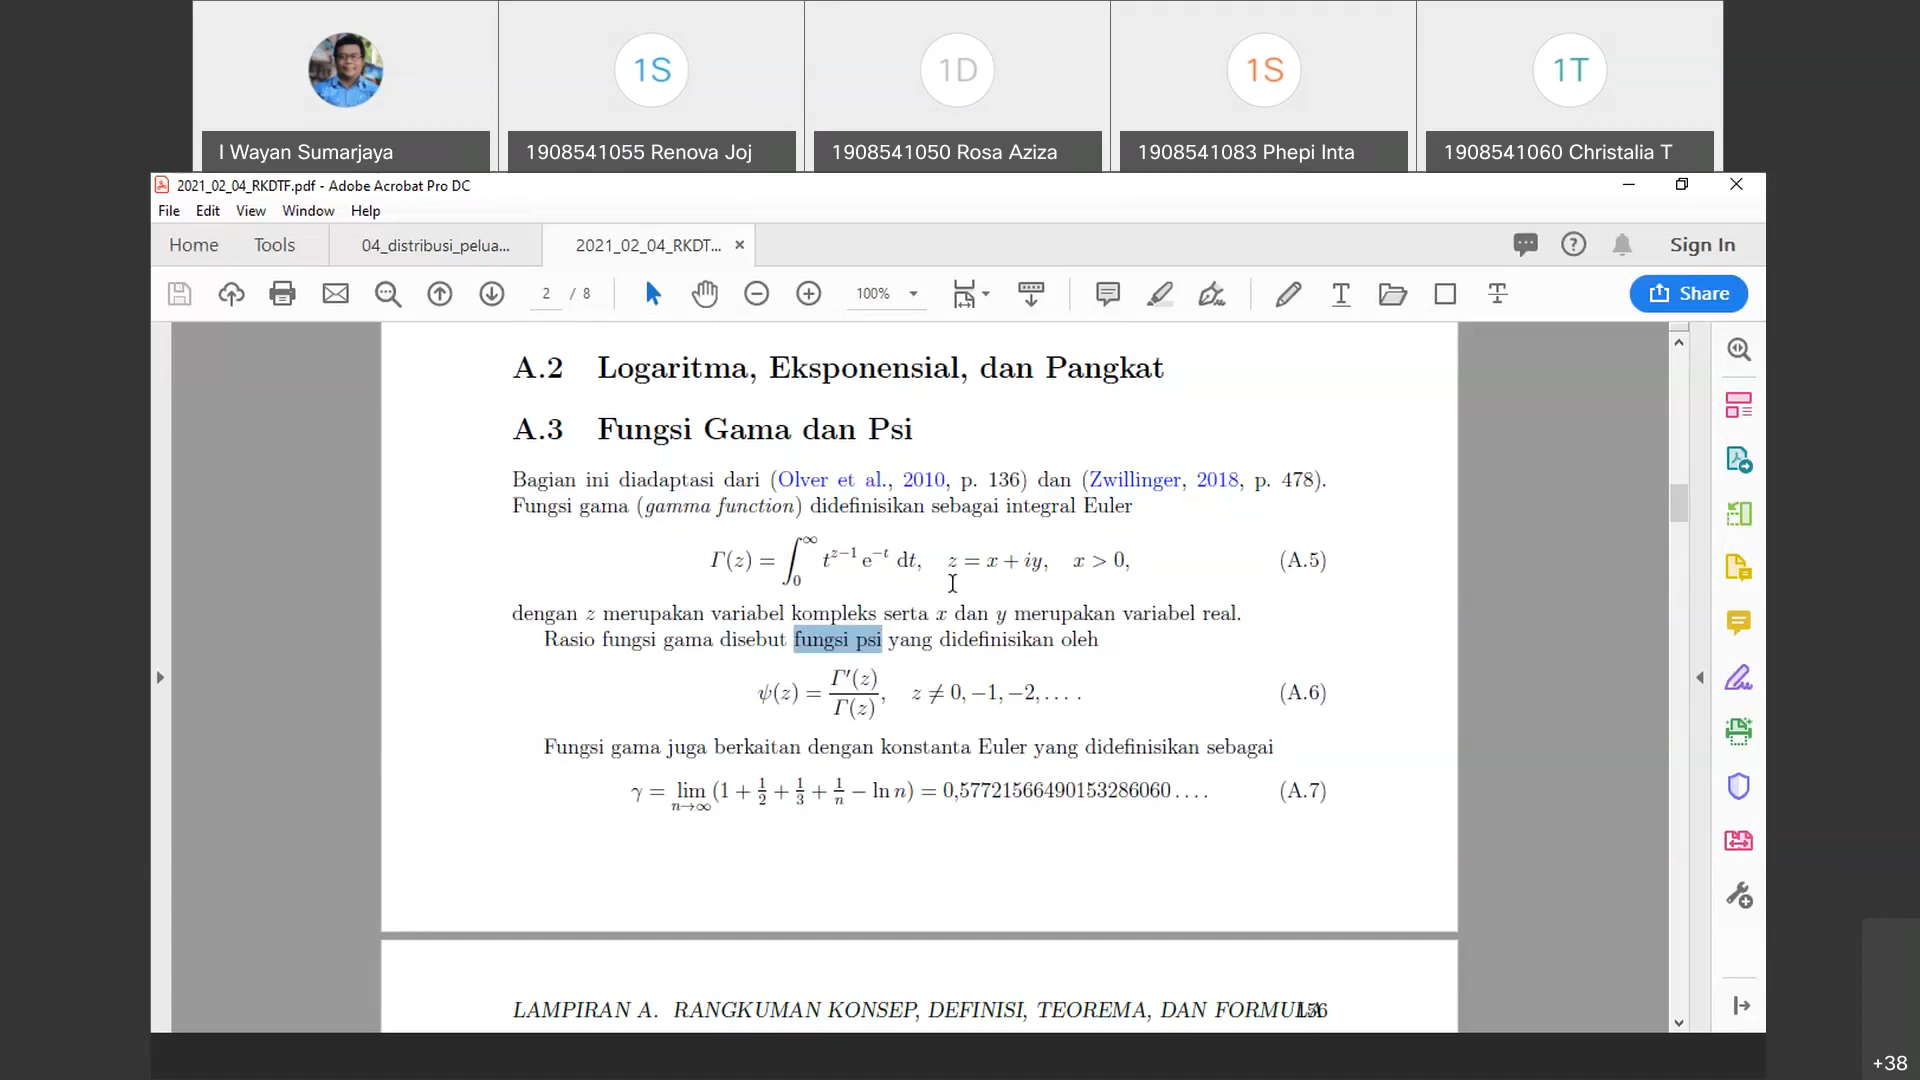 1S
1D
1S
1T
I Wayan Sumarjaya
1908541055 Renova Joj
1908541050 Rosa Aziza
1908541083 Phepi Inta
1908541060 Christalia T
2021_02_04_RKDTF.pdf - Adobe Acrobat Pro DC
File Edit View Window Help
Home Tools 04_distribusi_pelua... 2021_02_04_RKDT... × Sign In
2 / 8 100% Share
A.2 Logaritma, Eksponensial, dan Pangkat
A.3 Fungsi Gama dan Psi
Bagian ini diadaptasi dari (Olver et al., 2010, p. 136) dan (Zwillinger, 2018, p. 478).
Fungsi gama (gamma function) didefinisikan sebagai integral Euler
Γ(z) = ∫₀^∞ t^{z−1} e^{−t} dt, z = x + iy, x > 0, (A.5)
dengan z merupakan variabel kompleks serta x dan y merupakan variabel real.
Rasio fungsi gama disebut fungsi psi yang didefinisikan oleh
ψ(z) = Γ′(z)/Γ(z), z ≠ 0, −1, −2, . . . . (A.6)
Fungsi gama juga berkaitan dengan konstanta Euler yang didefinisikan sebagai
γ = lim_{n→∞} (1 + 1/2 + 1/3 + 1/n − ln n) = 0,57721566490153286060 . . . . (A.7)
LAMPIRAN A. RANGKUMAN KONSEP, DEFINISI, TEOREMA, DAN FORMULA 156
+38